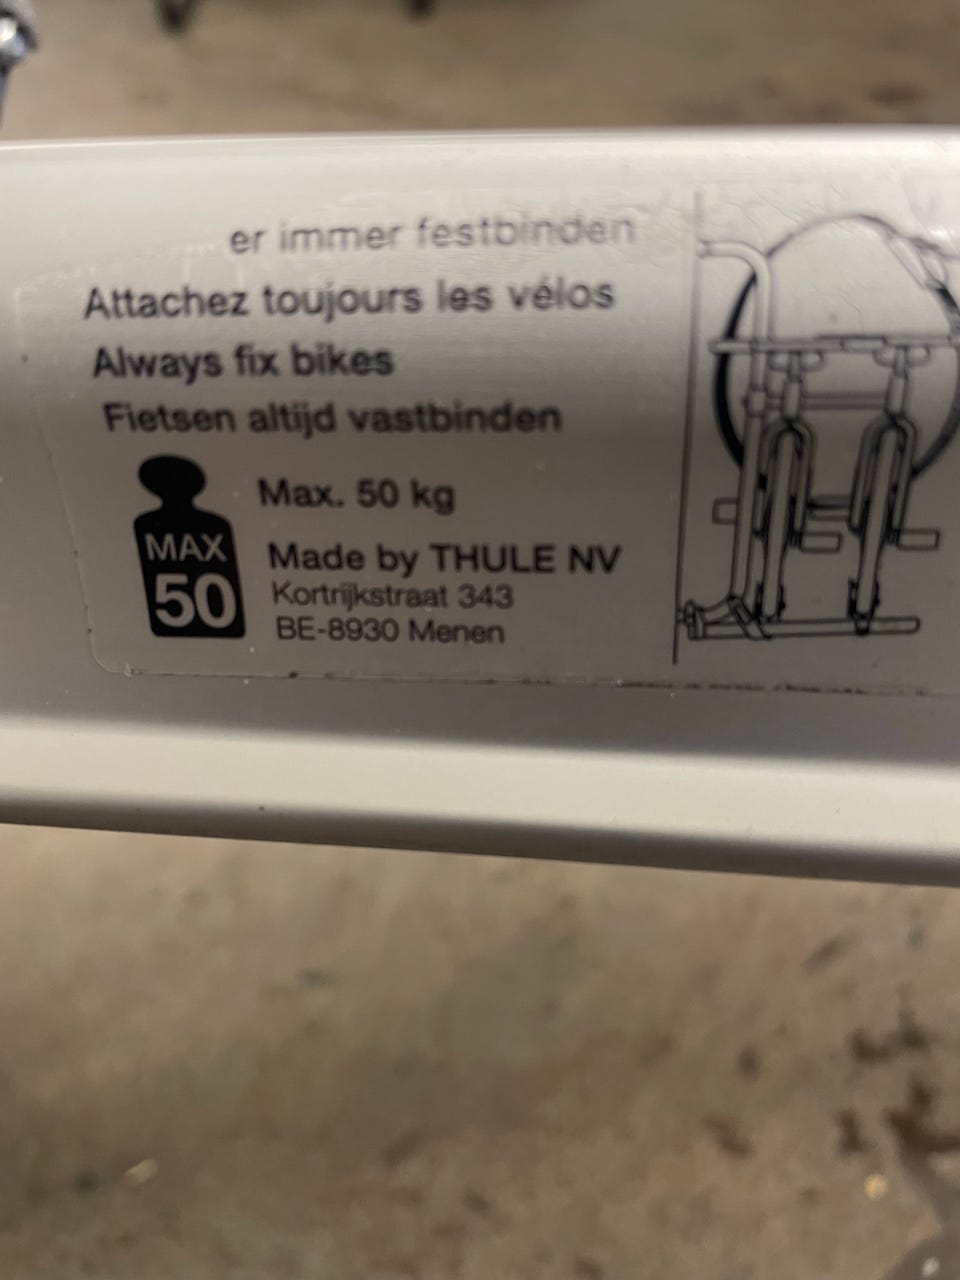 er immer festbinden
Attachez toujours les vélos
Always fix bikes
Fietsen altijd vastbinden
Max. 50 kg
MAX
50
Made by THULE NV
Kortrijkstraat 343
BE-8930 Menen